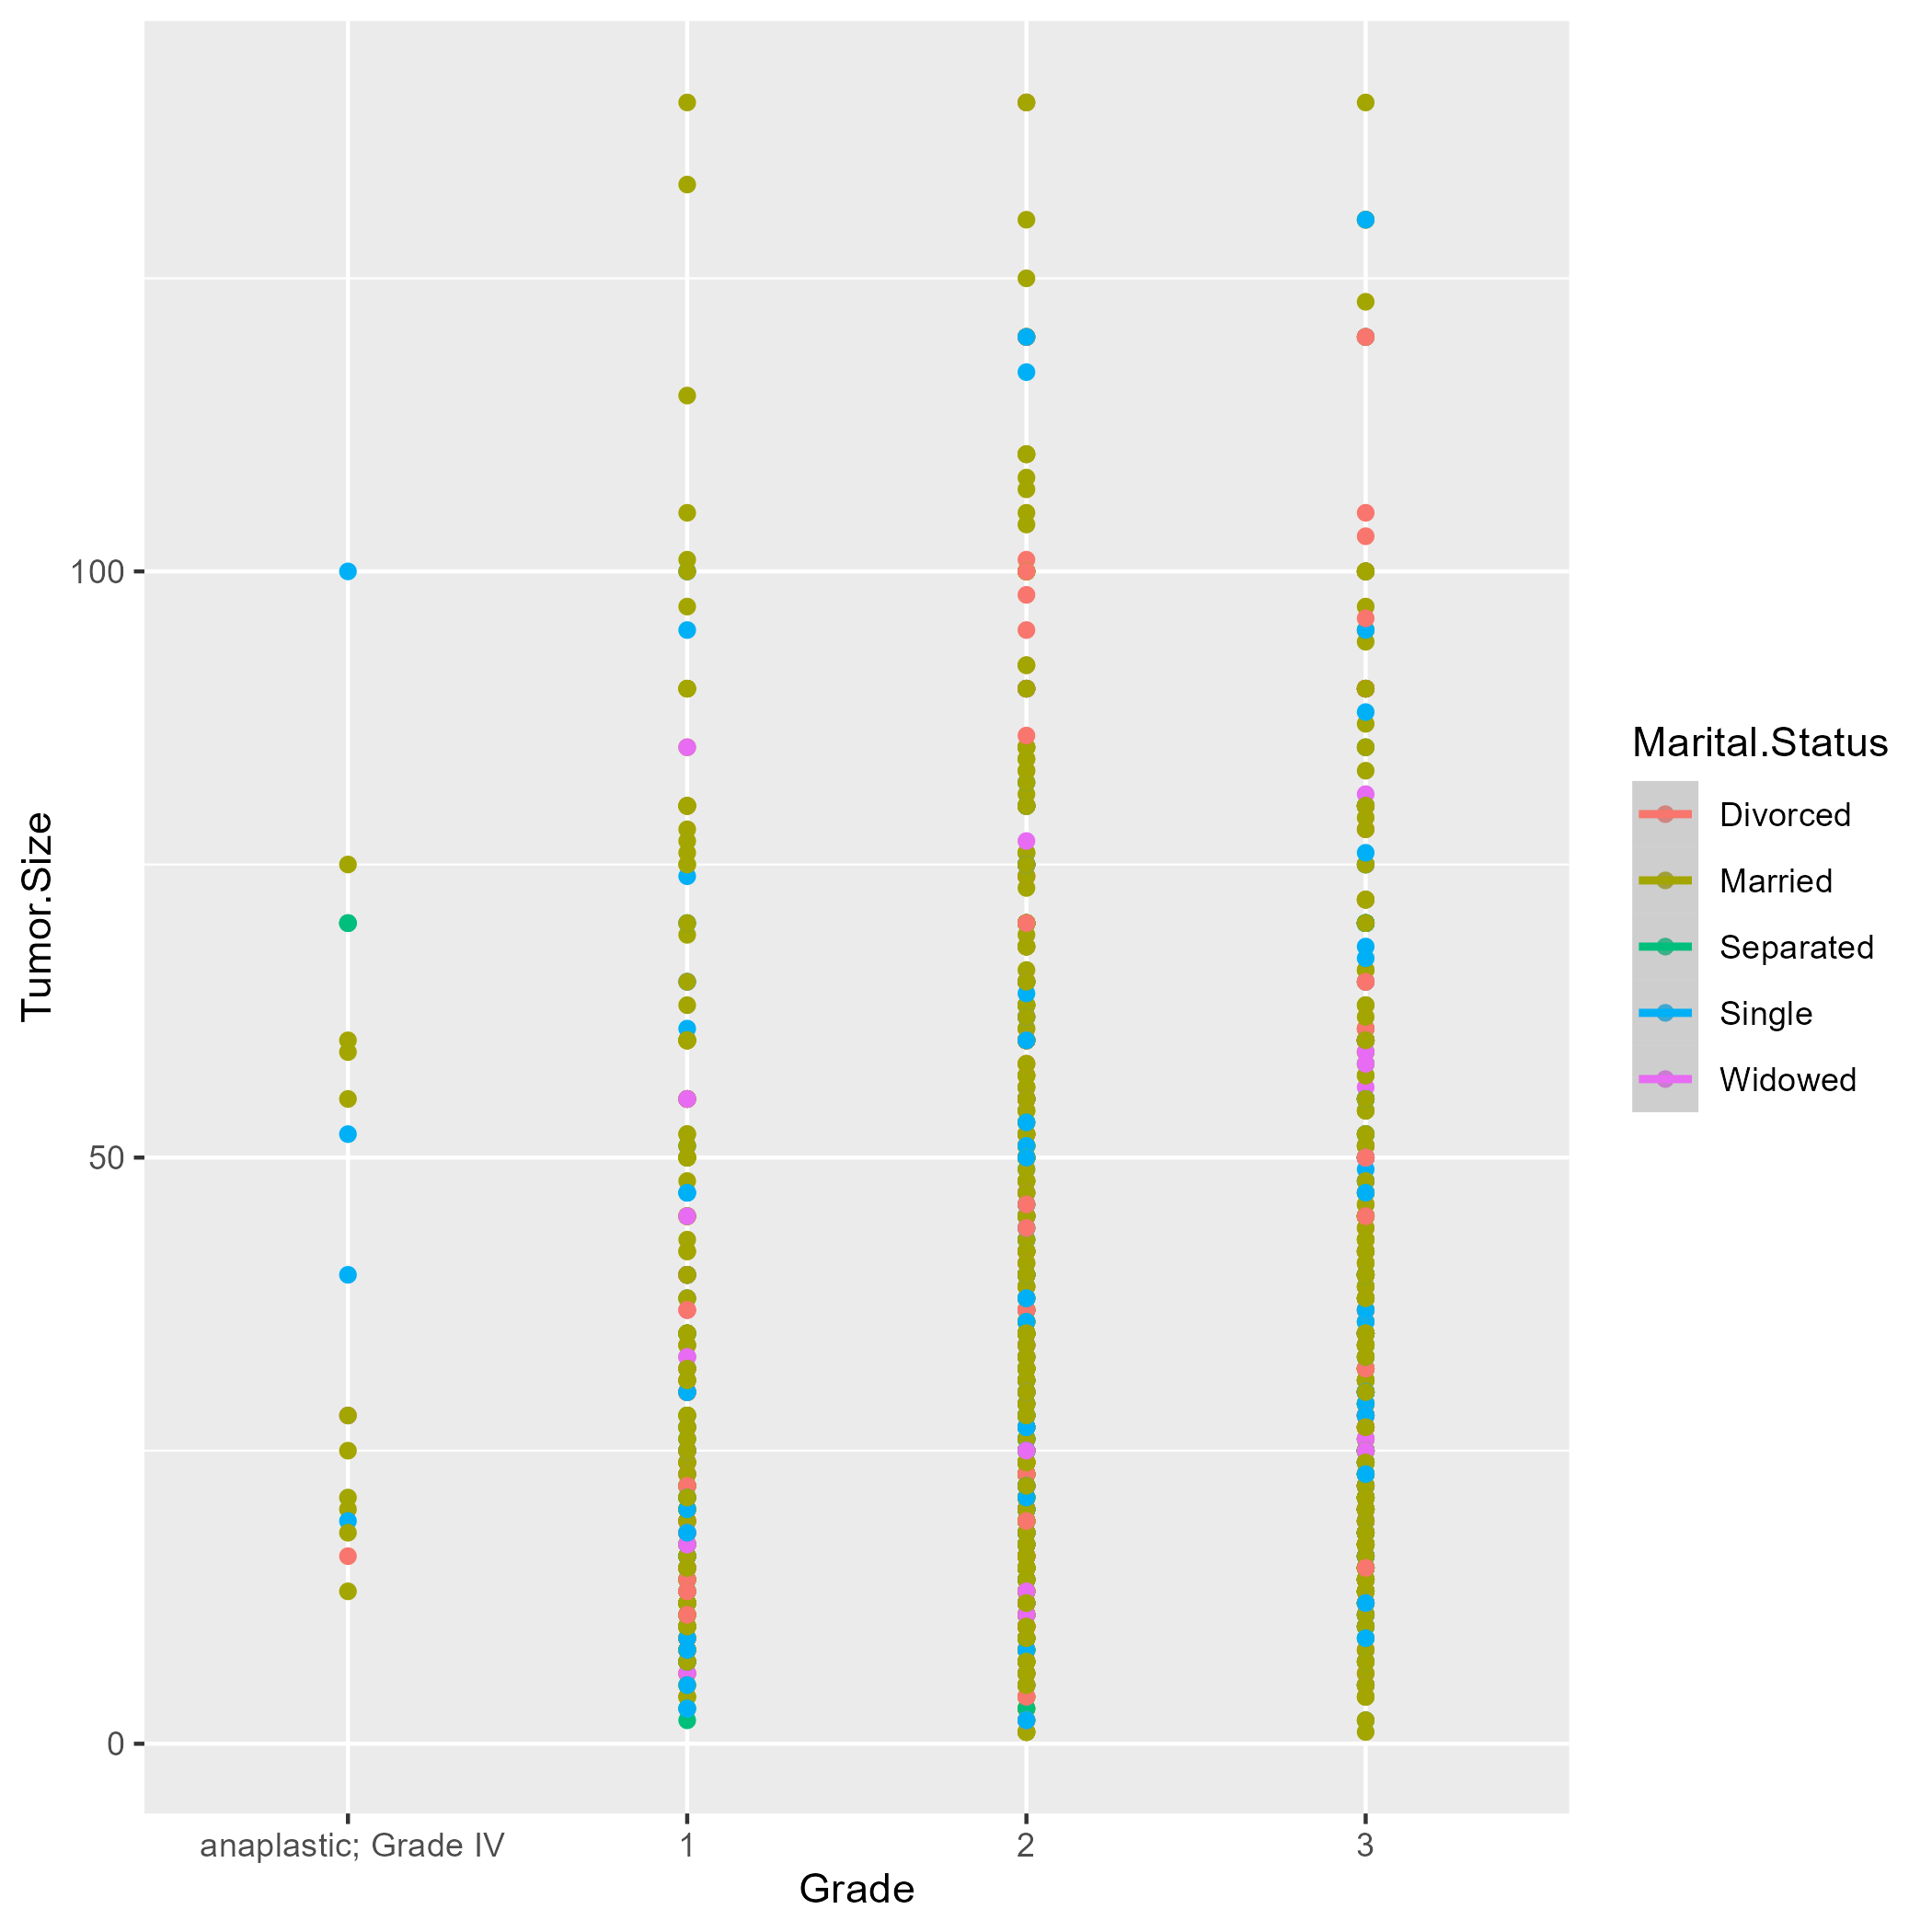 Tumor.Size
100
50
0
anaplastic; Grade IV
1
2
3
Grade
Marital.Status
Divorced
Married
Separated
Single
Widowed